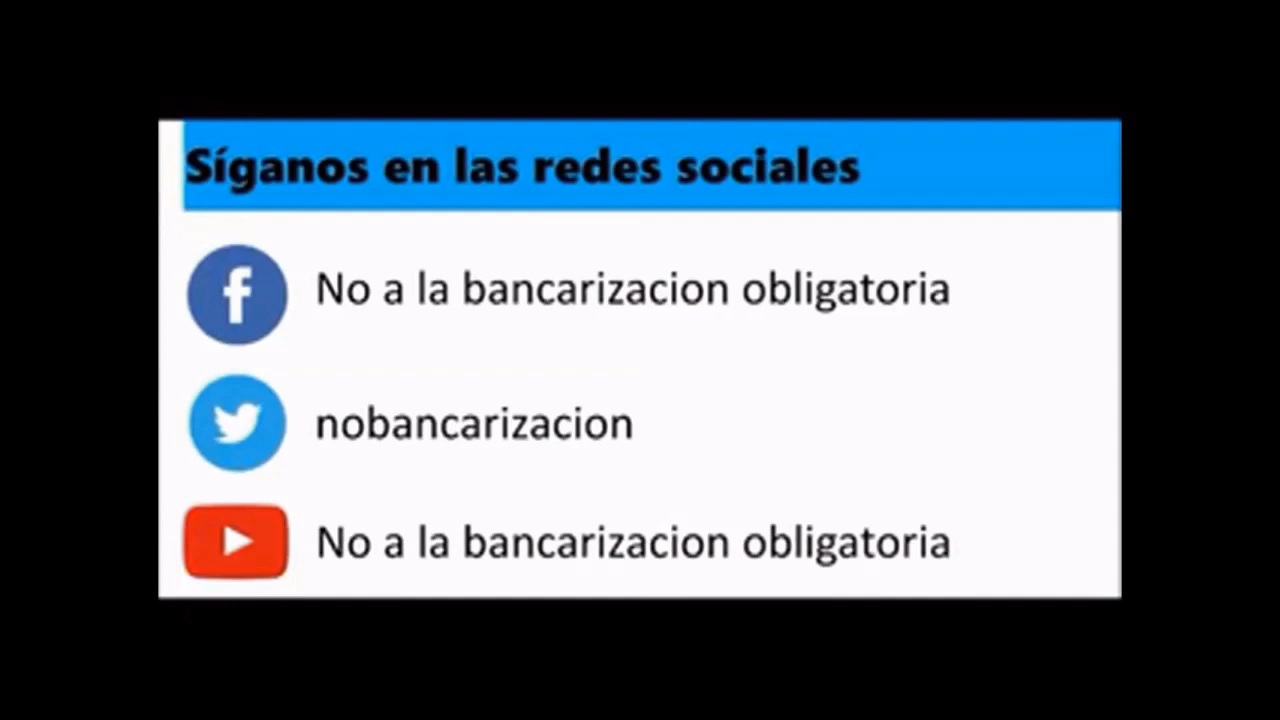 Síganos en las redes sociales
No a la bancarizacion obligatoria
nobancarizacion
No a la bancarizacion obligatoria